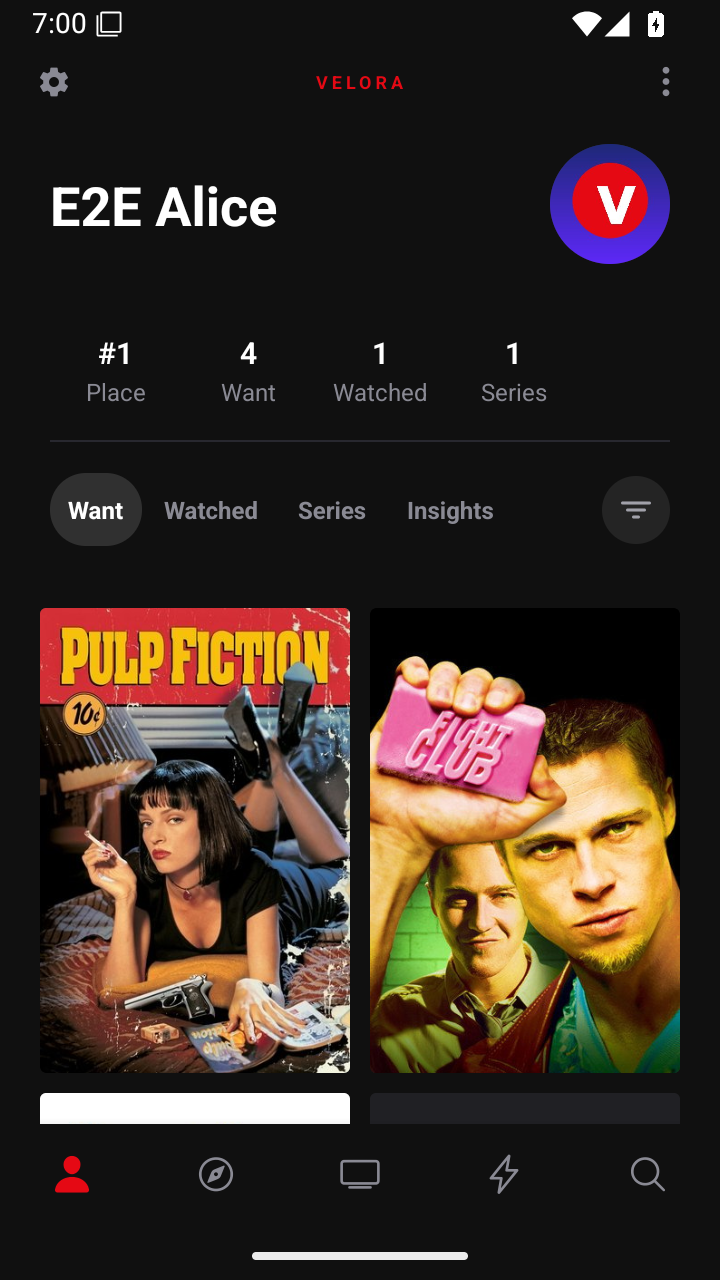 7:00
VELORA
E2E Alice
V
#1 4 1 1
Place Want Watched Series
Want Watched Series Insights
PULP FICTION
10¢
FIGHT
CLUB